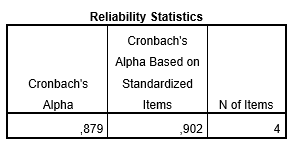 Reliability Statistics
Cronbach's Alpha
Cronbach's Alpha Based on Standardized Items
N of Items
,879
,902
4